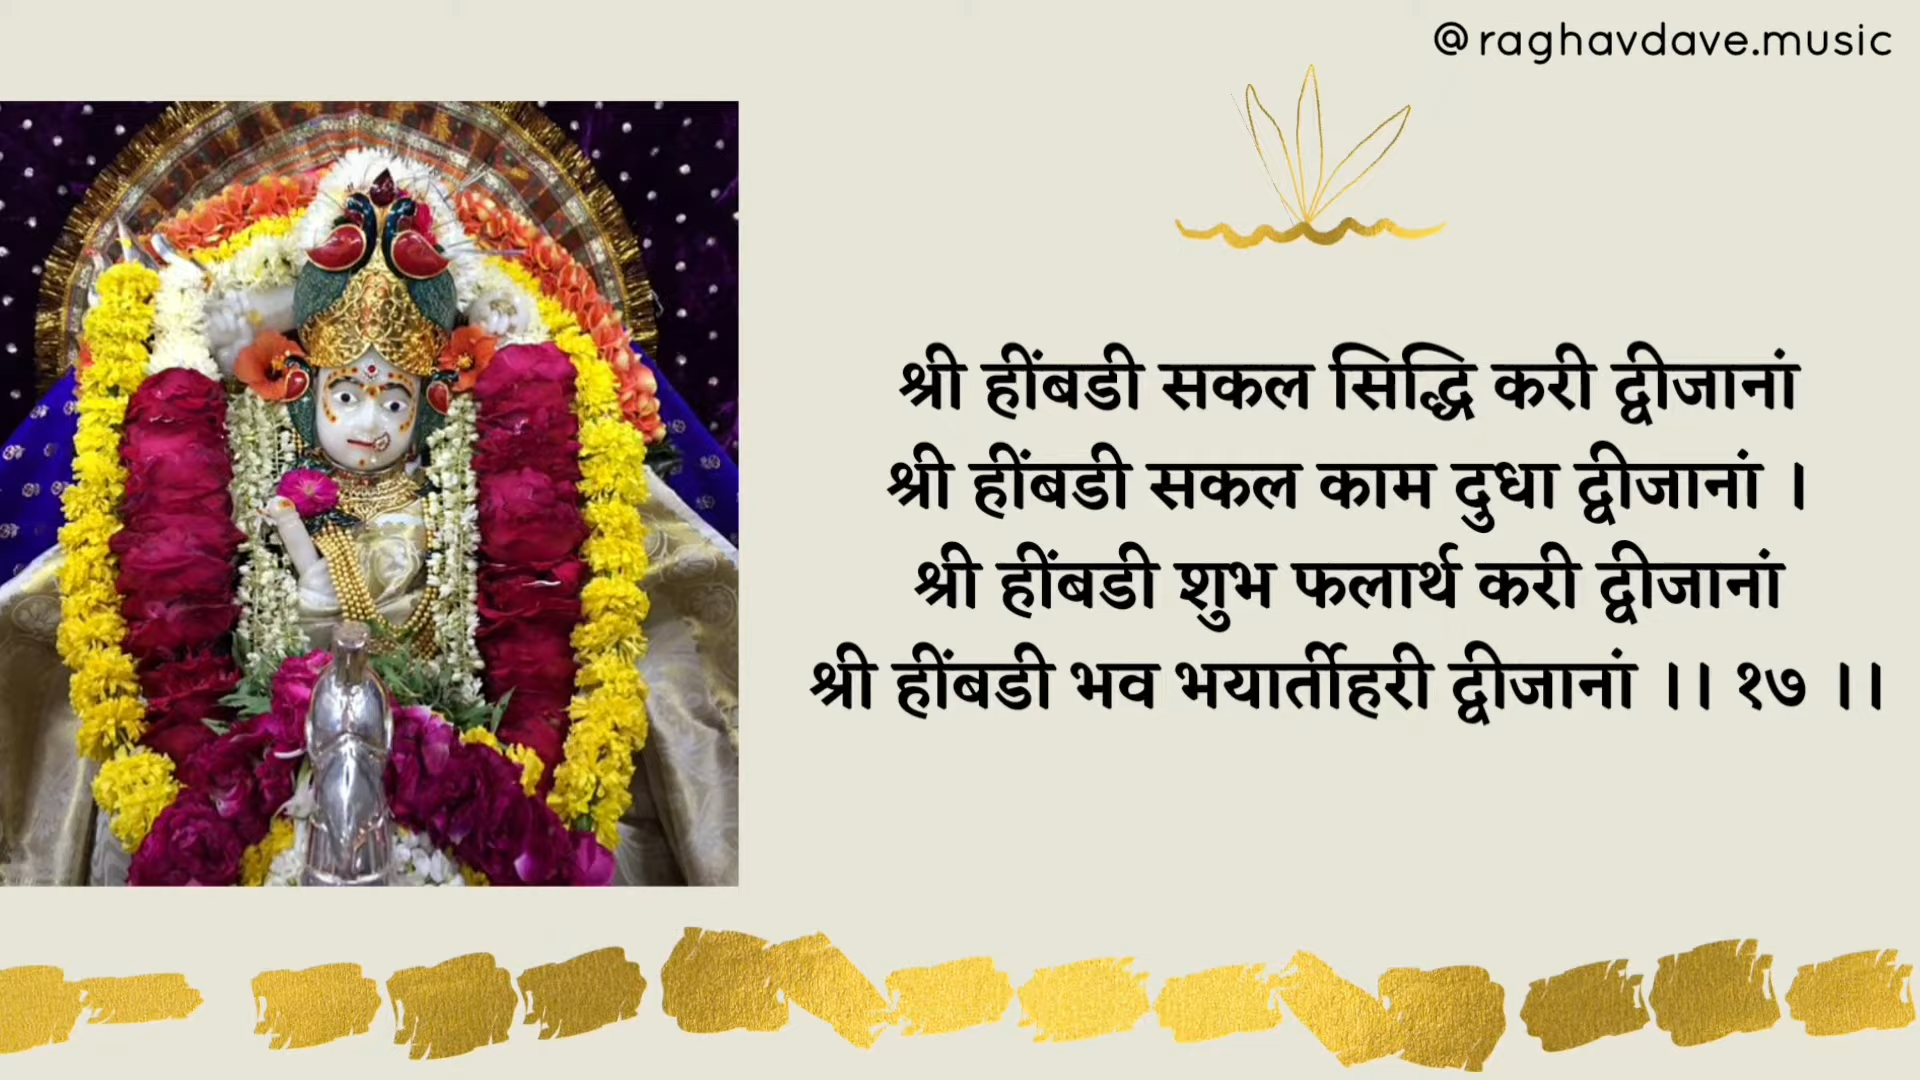 @raghavdave.music
श्री हींबडी सकल सिद्धि करी द्वीजानां
श्री हींबडी सकल काम दुधा द्वीजानां ।
श्री हींबडी शुभ फलार्थ करी द्वीजानां
श्री हींबडी भव भयार्तीहरी द्वीजानां ।। १७ ।।